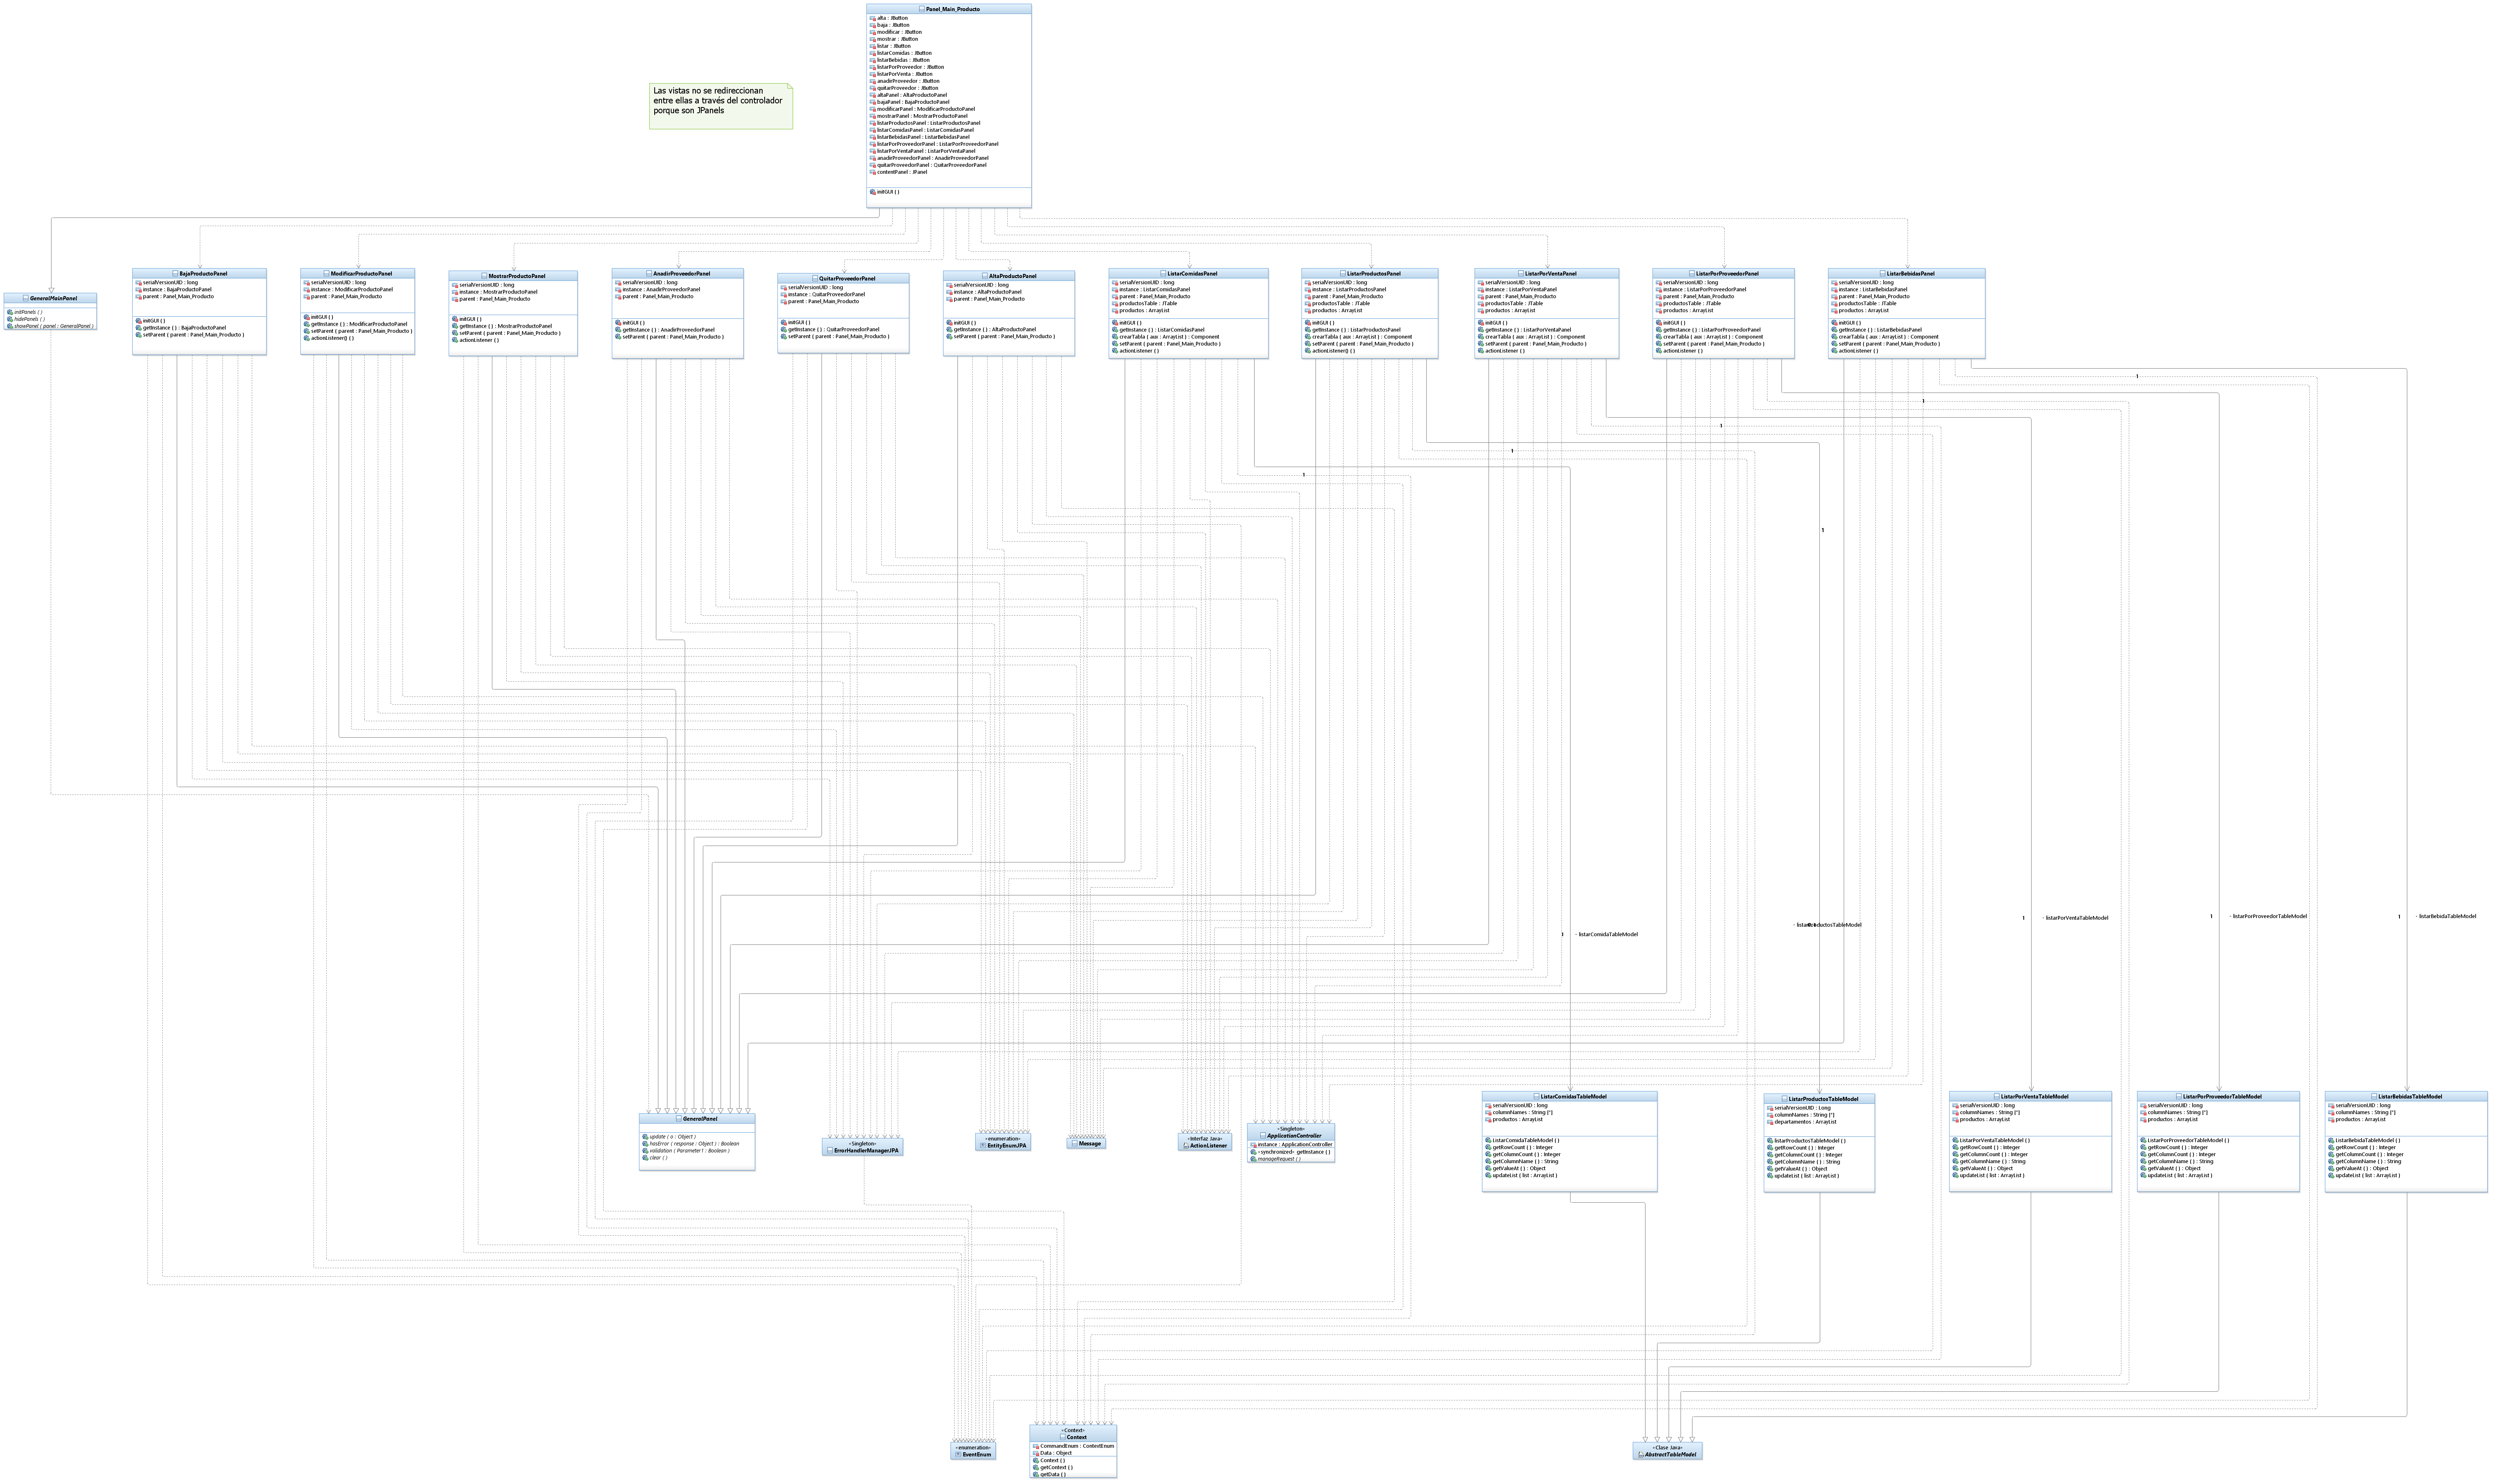 Panel_Main_Producto
alta : JButton
baja : JButton
modificar : JButton
mostrar : JButton
listar : JButton
listarComidas : JButton
listarBebidas : JButton
listarPorProveedor : JButton
listarPorVenta : JButton
anadirProveedor : JButton
quitarProveedor : JButton
altaPanel : AltaProductoPanel
bajaPanel : BajaProductoPanel
modificarPanel : ModificarProductoPanel
mostrarPanel : MostrarProductoPanel
listarProductosPanel : ListarProductosPanel
listarComidasPanel : ListarComidasPanel
listarBebidasPanel : ListarBebidasPanel
listarPorProveedorPanel : ListarPorProveedorPanel
listarPorVentaPanel : ListarPorVentaPanel
anadirProveedorPanel : AnadirProveedorPanel
quitarProveedorPanel : QuitarProveedorPanel
contentPanel : JPanel
initGUI ( )
Las vistas no se redireccionan
entre ellas a través del controlador
porque son JPanels
GeneralMainPanel
initPanels ( )
hidePanels ( )
showPanel ( panel : GeneralPanel )
BajaProductoPanel
serialVersionUID : long
instance : BajaProductoPanel
parent : Panel_Main_Producto
initGUI ( )
getInstance ( ) : BajaProductoPanel
setParent ( parent : Panel_Main_Producto )
ModificarProductoPanel
serialVersionUID : long
instance : ModificarProductoPanel
parent : Panel_Main_Producto
initGUI ( )
getInstance ( ) : ModificarProductoPanel
setParent ( parent : Panel_Main_Producto )
actionListener() ( )
MostrarProductoPanel
serialVersionUID : long
instance : MostrarProductoPanel
parent : Panel_Main_Producto
initGUI ( )
getInstance ( ) : MostrarProductoPanel
setParent ( parent : Panel_Main_Producto )
actionListener ( )
AnadirProveedorPanel
serialVersionUID : long
instance : AnadirProveedorPanel
parent : Panel_Main_Producto
initGUI ( )
getInstance ( ) : AnadirProveedorPanel
setParent ( parent : Panel_Main_Producto )
QuitarProveedorPanel
serialVersionUID : long
instance : QuitarProveedorPanel
parent : Panel_Main_Producto
initGUI ( )
getInstance ( ) : QuitarProveedorPanel
setParent ( parent : Panel_Main_Producto )
AltaProductoPanel
serialVersionUID : long
instance : AltaProductoPanel
parent : Panel_Main_Producto
initGUI ( )
getInstance ( ) : AltaProductoPanel
setParent ( parent : Panel_Main_Producto )
ListarComidasPanel
serialVersionUID : long
instance : ListarComidasPanel
parent : Panel_Main_Producto
productosTable : JTable
productos : ArrayList
initGUI ( )
getInstance ( ) : ListarComidasPanel
crearTabla ( aux : ArrayList ) : Component
setParent ( parent : Panel_Main_Producto )
actionListener ( )
ListarProductosPanel
serialVersionUID : long
instance : ListarProductosPanel
parent : Panel_Main_Producto
productosTable : JTable
productos : ArrayList
initGUI ( )
getInstance ( ) : ListarProductosPanel
crearTabla ( aux : ArrayList ) : Component
setParent ( parent : Panel_Main_Producto )
actionListener() ( )
ListarPorVentaPanel
serialVersionUID : long
instance : ListarPorVentaPanel
parent : Panel_Main_Producto
productosTable : JTable
productos : ArrayList
initGUI ( )
getInstance ( ) : ListarPorVentaPanel
crearTabla ( aux : ArrayList ) : Component
setParent ( parent : Panel_Main_Producto )
actionListener ( )
ListarPorProveedorPanel
serialVersionUID : long
instance : ListarPorProveedorPanel
parent : Panel_Main_Producto
productosTable : JTable
productos : ArrayList
initGUI ( )
getInstance ( ) : ListarPorProveedorPanel
crearTabla ( aux : ArrayList ) : Component
setParent ( parent : Panel_Main_Producto )
actionListener ( )
ListarBebidasPanel
serialVersionUID : long
instance : ListarBebidasPanel
parent : Panel_Main_Producto
productosTable : JTable
productos : ArrayList
initGUI ( )
getInstance ( ) : ListarBebidasPanel
crearTabla ( aux : ArrayList ) : Component
setParent ( parent : Panel_Main_Producto )
actionListener ( )
1
1
1
1
1
1
1
- listarComidaTableModel
- listarProductosTableModel
1
- listarPorVentaTableModel
1
- listarPorProveedorTableModel
1
- listarBebidaTableModel
GeneralPanel
update ( o : Object )
hasError ( response : Object ) : Boolean
validation ( Parameter1 : Boolean )
clear ( )
«Singleton»
ErrorHandlerManagerJPA
«enumeration»
EntityEnumJPA
Message
«Interfaz Java»
ActionListener
«Singleton»
ApplicationController
instance : ApplicationController
«synchronized» getInstance ( )
manageRequest ( )
ListarComidasTableModel
serialVersionUID : long
columnNames : String [*]
productos : ArrayList
ListarComidaTableModel ( )
getRowCount ( ) : Integer
getColumnCount ( ) : Integer
getColumnName ( ) : String
getValueAt ( ) : Object
updateList ( list : ArrayList )
ListarProductosTableModel
serialVersionUID : Long
columnNames : String [*]
departamentos : ArrayList
listarProductosTableModel ( )
getRowCount ( ) : Integer
getColumnCount ( ) : Integer
getColumnName ( ) : String
getValueAt ( ) : Object
updateList ( list : ArrayList )
ListarPorVentaTableModel
serialVersionUID : long
columnNames : String [*]
productos : ArrayList
ListarPorVentaTableModel ( )
getRowCount ( ) : Integer
getColumnCount ( ) : Integer
getColumnName ( ) : String
getValueAt ( ) : Object
updateList ( list : ArrayList )
ListarPorProveedorTableModel
serialVersionUID : long
columnNames : String [*]
productos : ArrayList
ListarPorProveedorTableModel ( )
getRowCount ( ) : Integer
getColumnCount ( ) : Integer
getColumnName ( ) : String
getValueAt ( ) : Object
updateList ( list : ArrayList )
ListarBebidasTableModel
serialVersionUID : long
columnNames : String [*]
productos : ArrayList
ListarBebidaTableModel ( )
getRowCount ( ) : Integer
getColumnCount ( ) : Integer
getColumnName ( ) : String
getValueAt ( ) : Object
updateList ( list : ArrayList )
«enumeration»
EventEnum
«Context»
Context
CommandEnum : ContextEnum
Data : Object
Context ( )
getContext ( )
getData ( )
«Clase Java»
AbstractTableModel